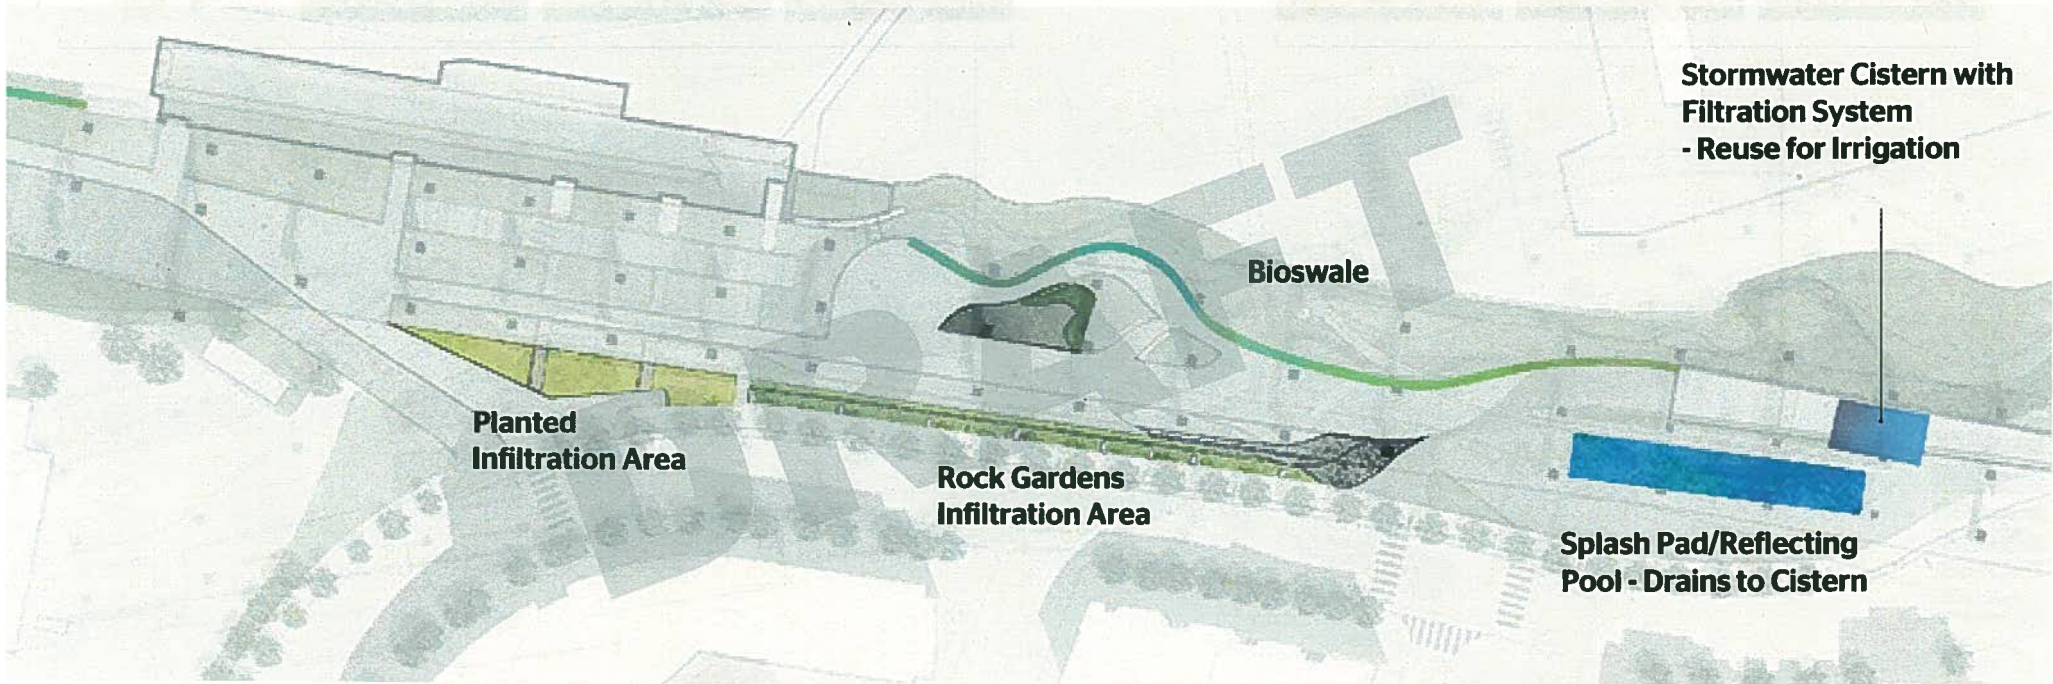 Stormwater Cistern with
Filtration System
- Reuse for Irrigation
Bioswale
Planted
Infiltration Area
Rock Gardens
Infiltration Area
Splash Pad/Reflecting
Pool - Drains to Cistern
DRAFT